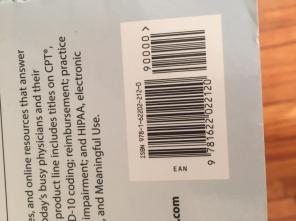 es, and online resources that answer
oday's busy physicians and their
product line includes titles on CPT®,
D-10 coding; reimbursement; practice
impairment; and HIPAA, electronic
, and Meaningful Use.
.com
ISBN 978-1-62202-212-0
90000 >
9 781622 022120
EAN